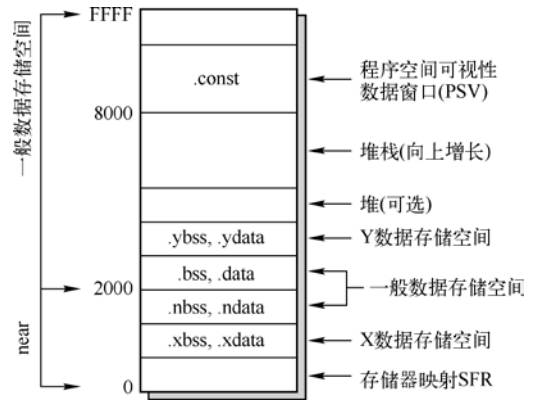 FFFF
一般数据存储空间
.const
程序空间可视性
数据窗口(PSV)
8000
堆栈(向上增长)
堆(可选)
.ybss, .ydata
Y数据存储空间
.bss, .data
2000
一般数据存储空间
.nbss, .ndata
near
.xbss, .xdata
X数据存储空间
0
存储器映射SFR